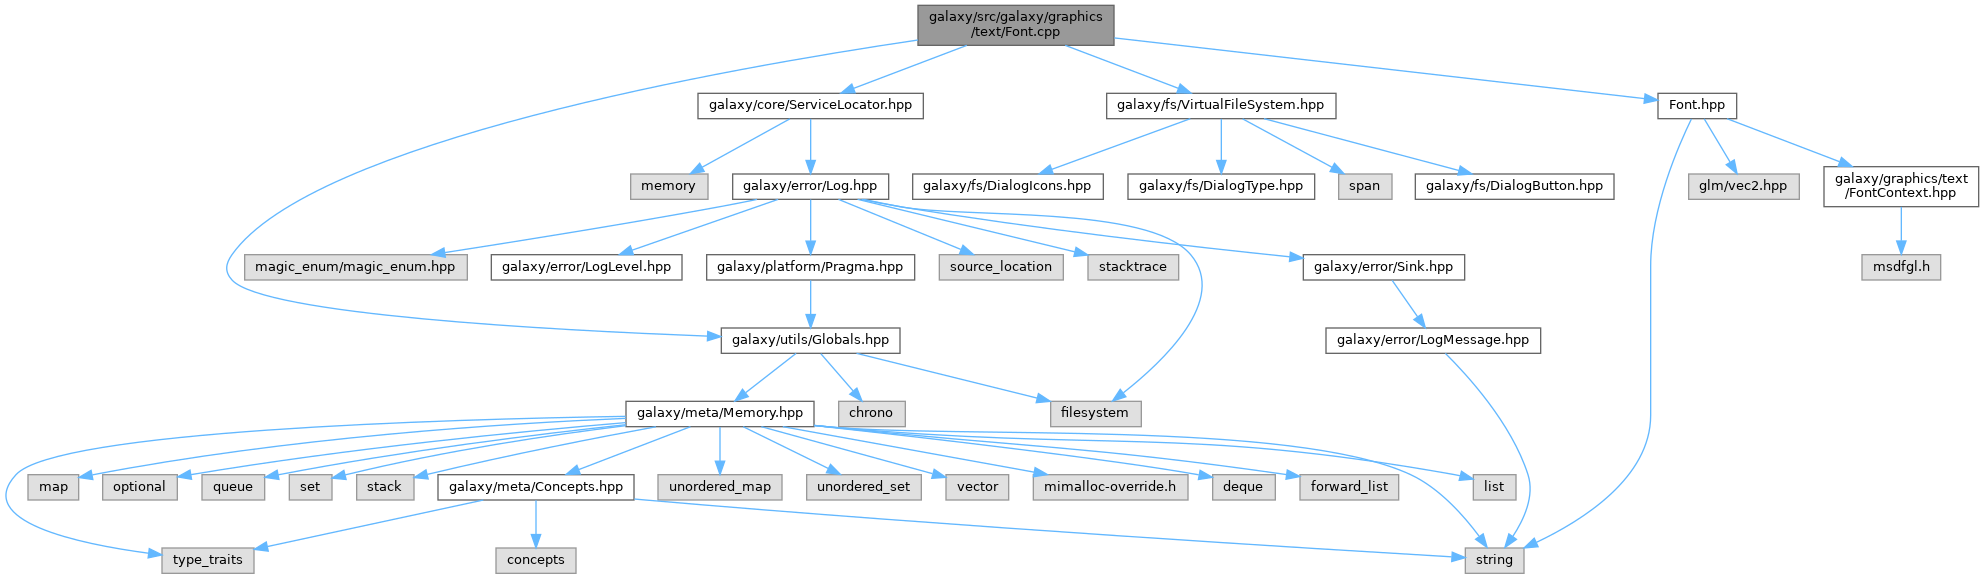 galaxy/src/galaxy/graphics
/text/Font.cpp
galaxy/core/ServiceLocator.hpp
galaxy/fs/VirtualFileSystem.hpp
Font.hpp
memory
galaxy/error/Log.hpp
galaxy/fs/DialogIcons.hpp
galaxy/fs/DialogType.hpp
span
galaxy/fs/DialogButton.hpp
glm/vec2.hpp
galaxy/graphics/text
/FontContext.hpp
magic_enum/magic_enum.hpp
galaxy/error/LogLevel.hpp
galaxy/platform/Pragma.hpp
source_location
stacktrace
galaxy/error/Sink.hpp
msdfgl.h
galaxy/utils/Globals.hpp
galaxy/error/LogMessage.hpp
galaxy/meta/Memory.hpp
chrono
filesystem
map
optional
queue
set
stack
galaxy/meta/Concepts.hpp
unordered_map
unordered_set
vector
mimalloc-override.h
deque
forward_list
list
type_traits
concepts
string